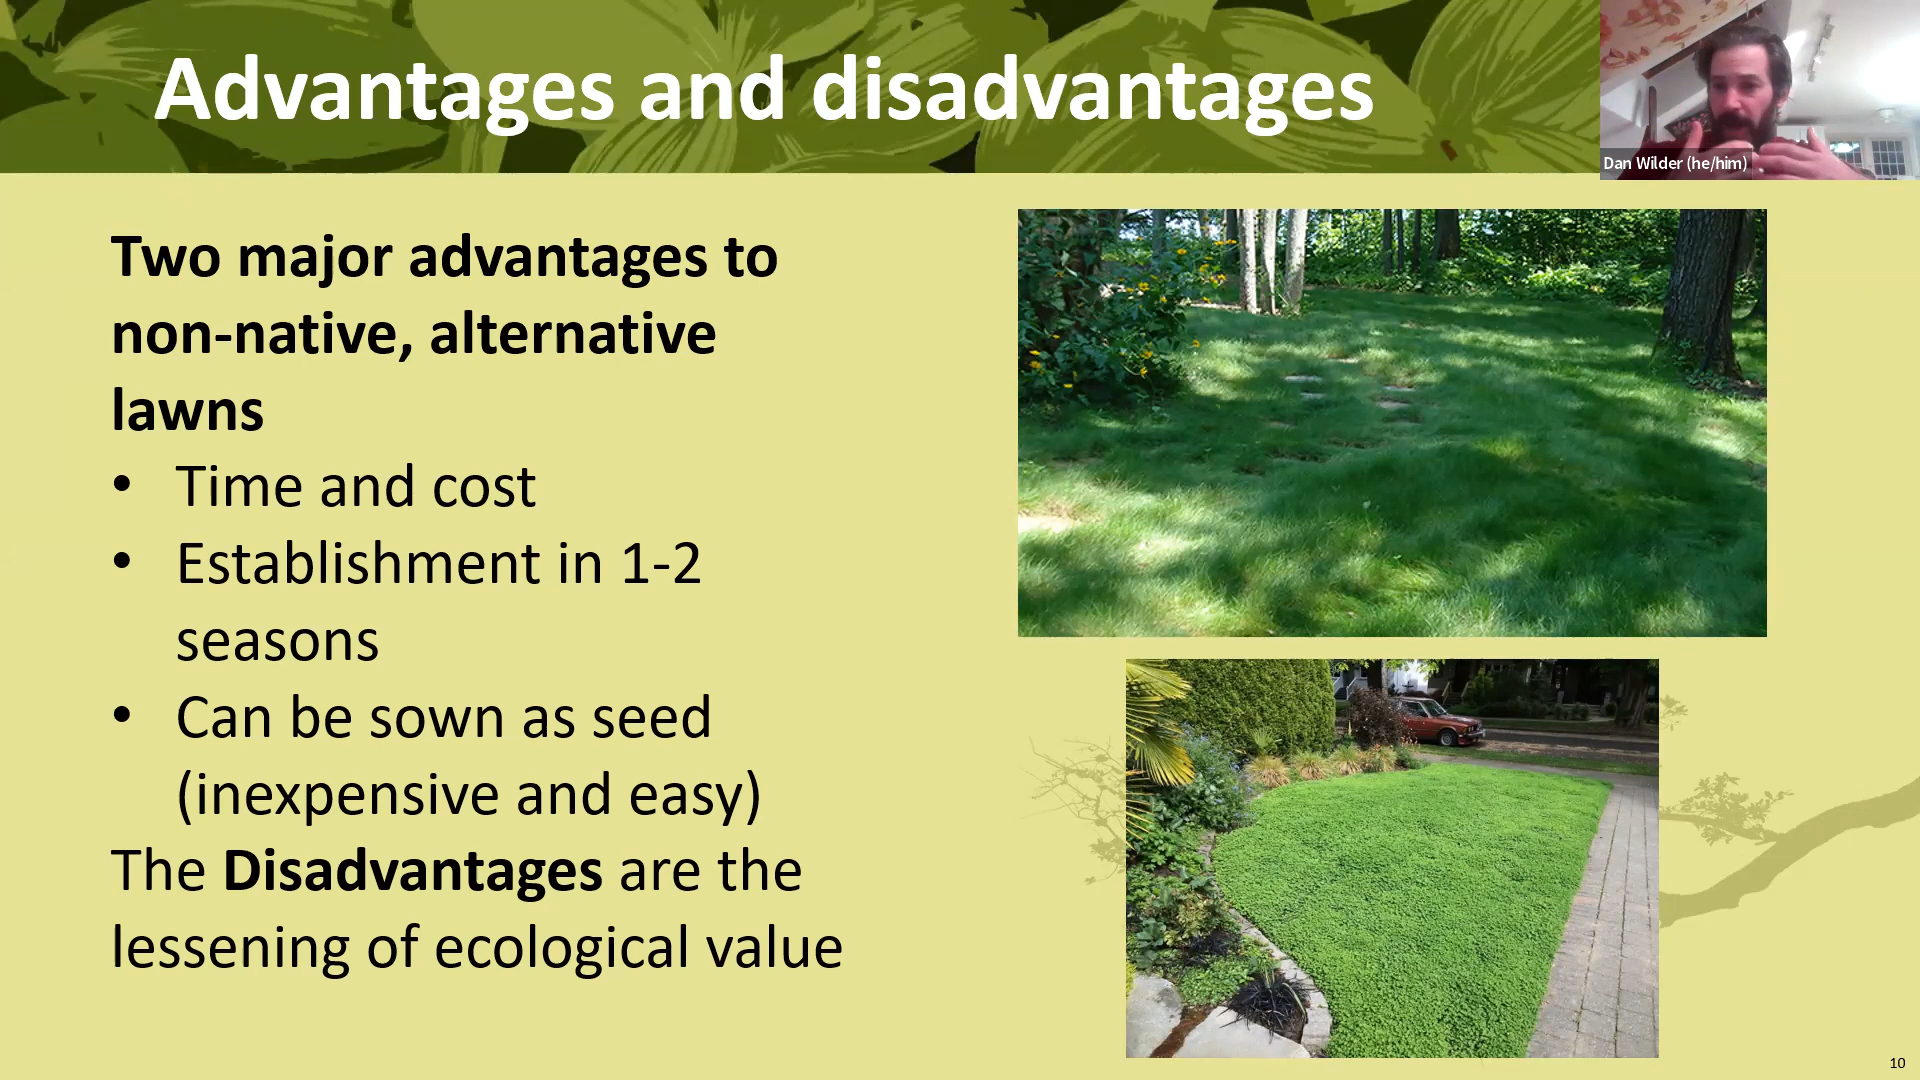 Advantages and disadvantages
Dan Wilder (he/him)
Two major advantages to
non-native, alternative
lawns
• Time and cost
• Establishment in 1-2
seasons
• Can be sown as seed
(inexpensive and easy)
The Disadvantages are the
lessening of ecological value
10